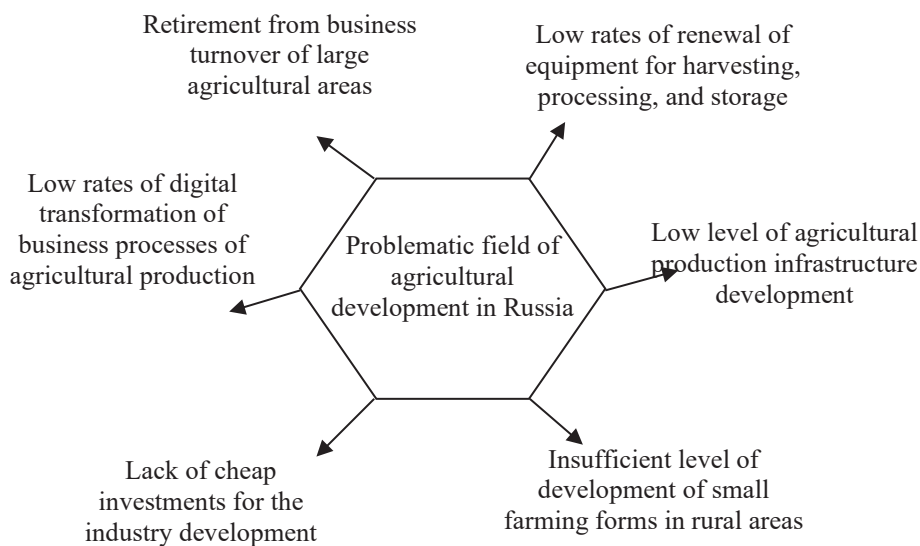 Retirement from business
turnover of large
agricultural areas
Low rates of renewal of
equipment for harvesting,
processing, and storage
Low rates of digital
transformation of
business processes of
agricultural production
Problematic field of
agricultural
development in Russia
Low level of agricultural
production infrastructure
development
Lack of cheap
investments for the
industry development
Insufficient level of
development of small
farming forms in rural areas